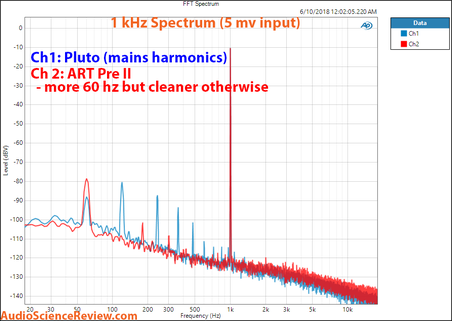 FFT Spectrum
6/10/2018 12:02:05.220 AM
1 kHz Spectrum (5 mv input)
AP
Data
Ch1
Ch2
Ch1: Pluto (mains harmonics)
Ch 2: ART Pre II
- more 60 hz but cleaner otherwise
Level (dBV)
0
-10
-20
-30
-40
-50
-60
-70
-80
-90
-100
-110
-120
-130
-140
20 30 50 100 200 300 500 1k 2k 3k 5k 10k
Frequency (Hz)
AudioScienceReview.com